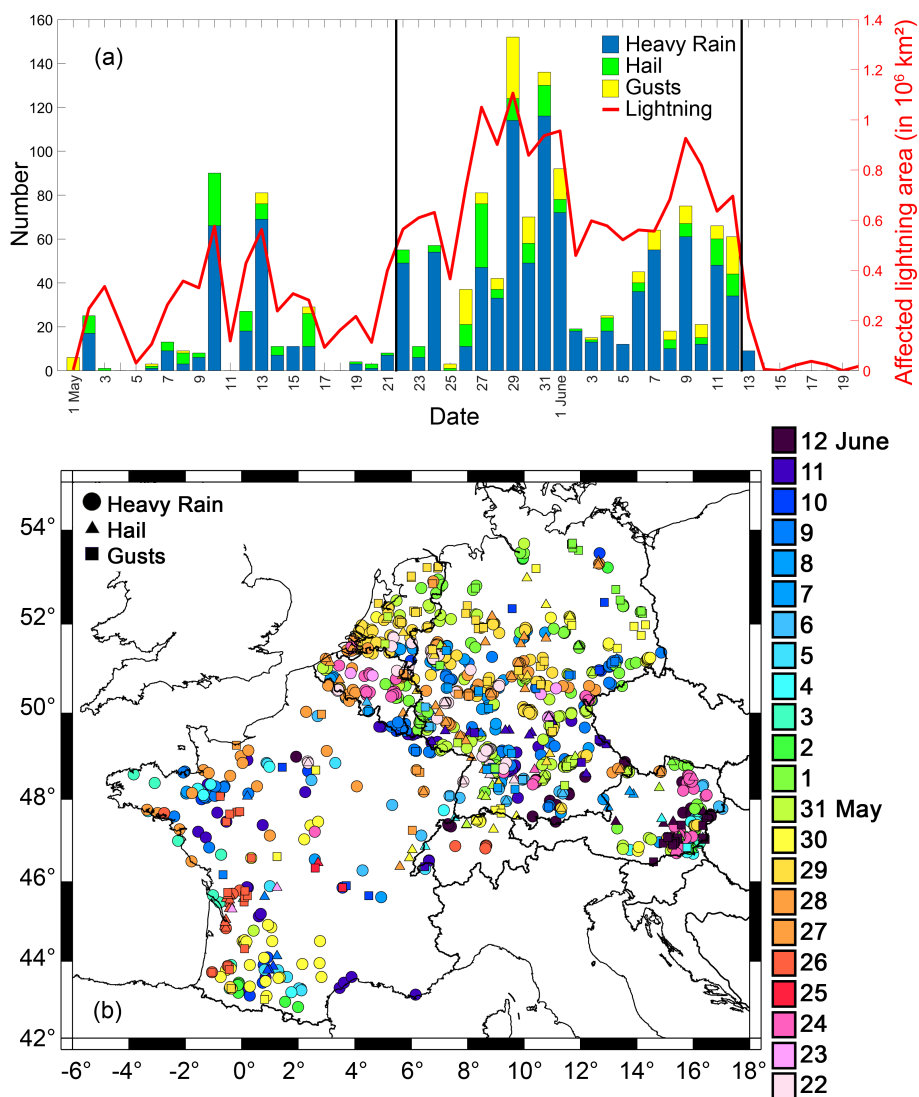 (a)
Heavy Rain
Hail
Gusts
Lightning
Number
160
140
120
100
80
60
40
20
0
1.4
1.2
1
0.8
0.6
0.4
0.2
0
Affected lightning area (in 10⁶ km²)
1 May 3 5 7 9 11 13 15 17 19 21 23 25 27 29 31 1 June 3 5 7 9 11 13 15 17 19
Date
Heavy Rain
Hail
Gusts
54°
52°
50°
48°
46°
44°
42°
(b)
-6° -4° -2° 0° 2° 4° 6° 8° 10° 12° 14° 16° 18°
12 June
11
10
9
8
7
6
5
4
3
2
1
31 May
30
29
28
27
26
25
24
23
22